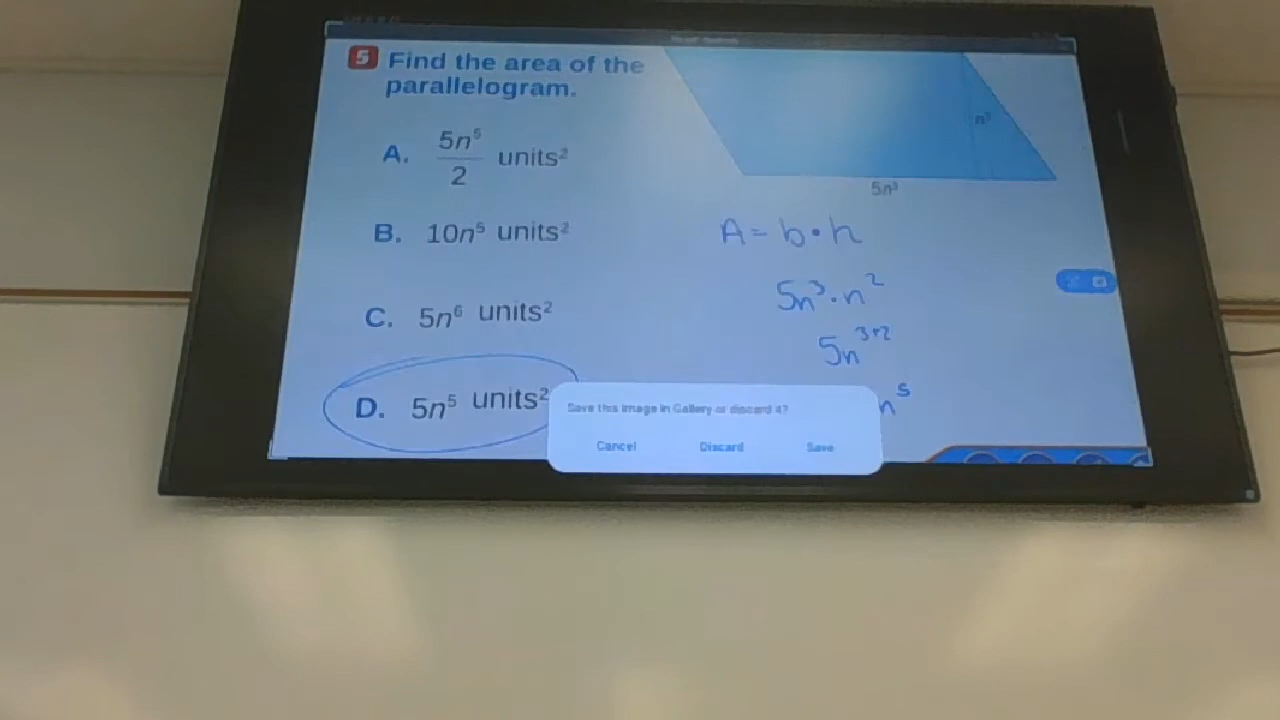 5 Find the area of the
parallelogram.
A. 5n⁵/2 units²
B. 10n⁵ units²
C. 5n⁶ units²
D. 5n⁵ units²
5n³
A = b • h
5n³ · n²
5n³⁺²
n⁵
Save this image in Gallery or discard it?
Cancel Discard Save